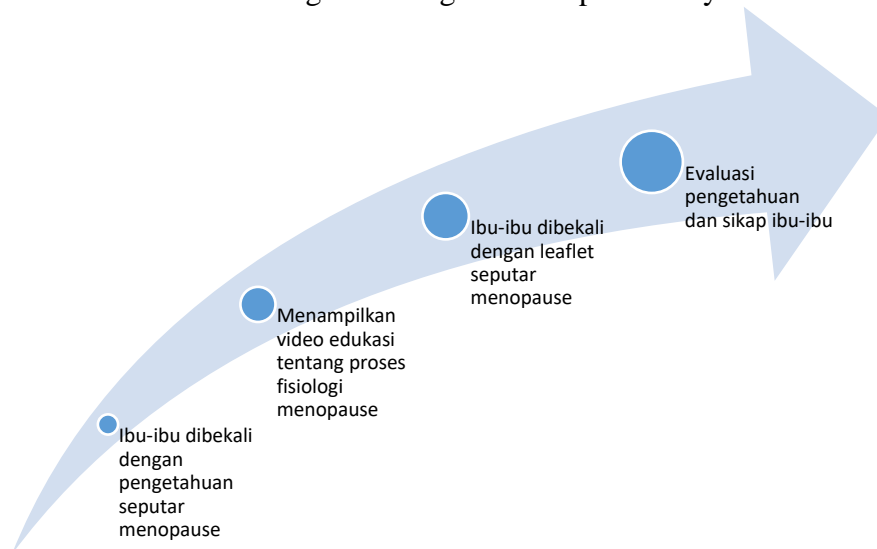 Ibu-ibu dibekali
dengan
pengetahuan
seputar
menopause
Menampilkan
video edukasi
tentang proses
fisiologi
menopause
Ibu-ibu dibekali
dengan leaflet
seputar
menopause
Evaluasi
pengetahuan
dan sikap ibu-ibu